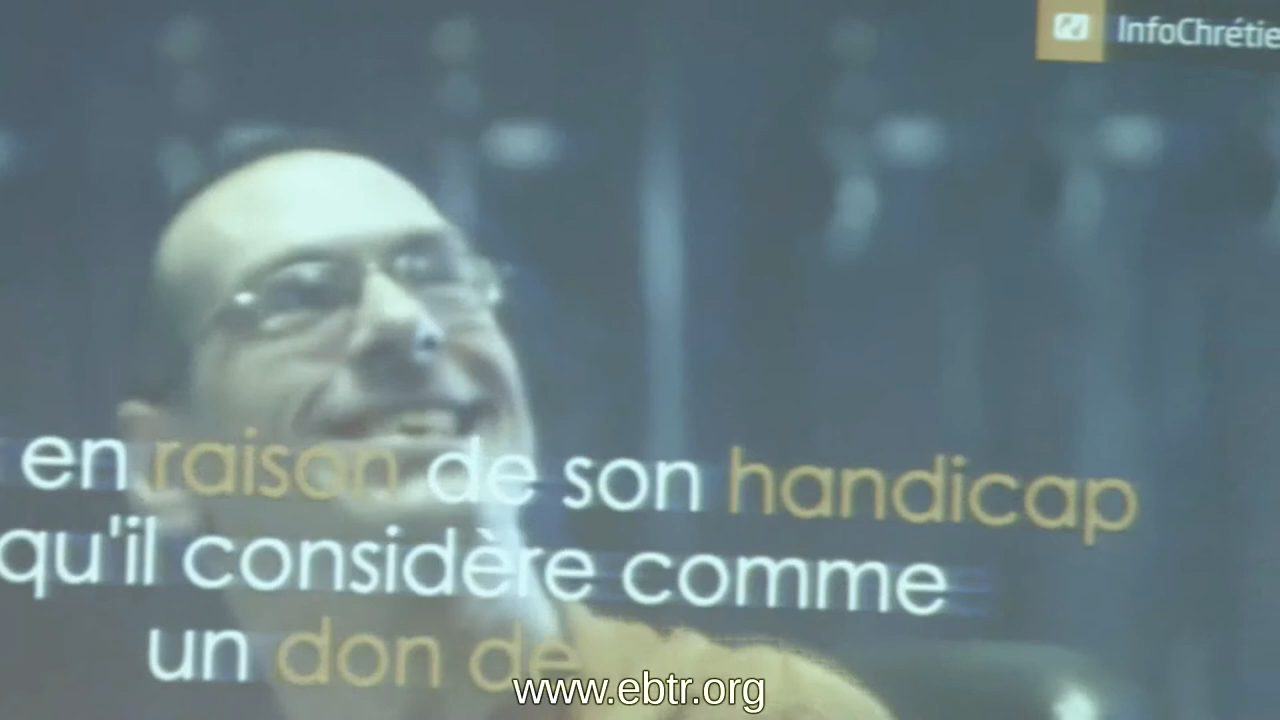 InfoChrétie
en raison de son handicap
qu'il considère comme
un don de
www.ebtr.org